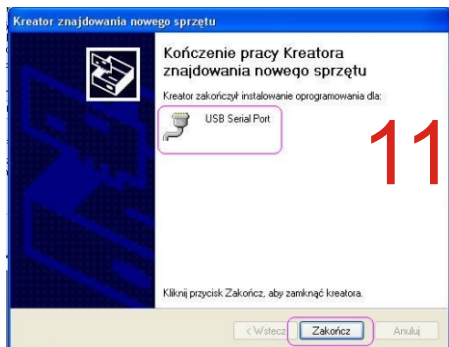 Kreator znajdowania nowego sprzętu
Kończenie pracy Kreatora
znajdowania nowego sprzętu
Kreator zakończył instalowanie oprogramowania dla:
USB Serial Port
11
Kliknij przycisk Zakończ, aby zamknąć kreatora.
< Wstecz
Zakończ
Anuluj